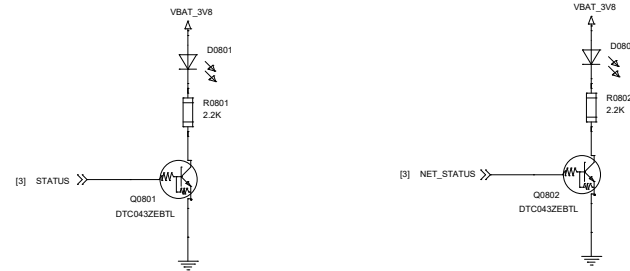 VBAT_3V8
D0801
R0801
2.2K
[3] STATUS
Q0801
DTC043ZEBTL
VBAT_3V8
R0802
2.2K
[3] NET_STATUS
Q0802
DTC043ZEBTL